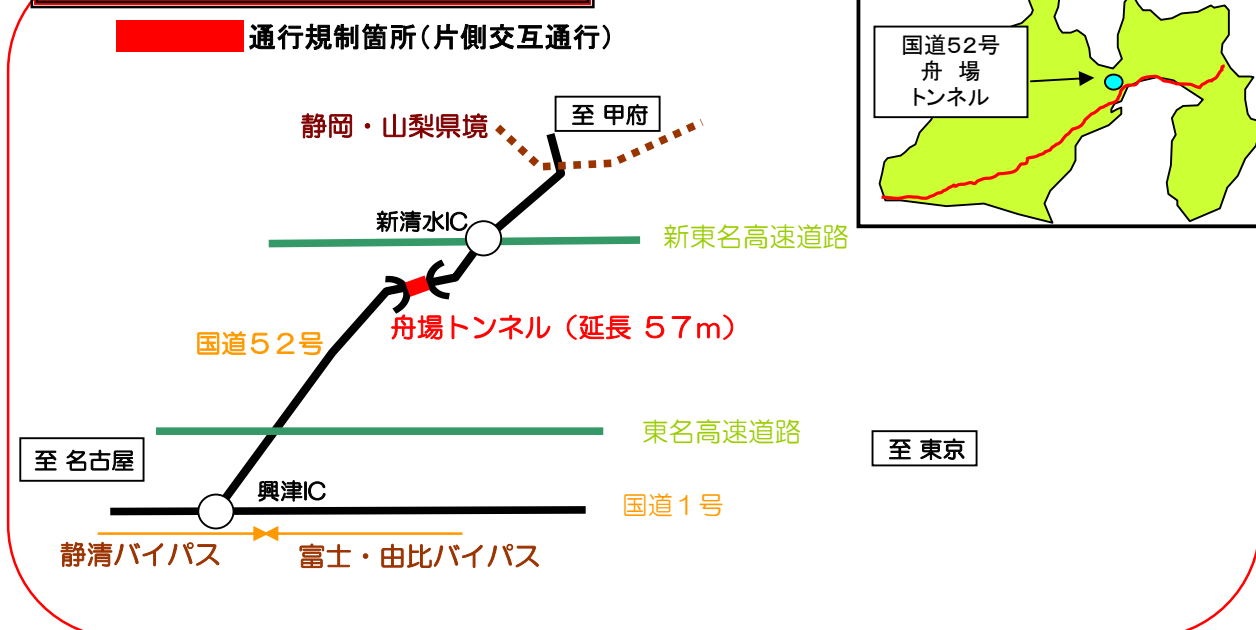 通行規制箇所（片側交互通行）
国道52号
舟 場
トンネル
至 甲府
静岡・山梨県境
新清水IC
新東名高速道路
舟場トンネル（延長 ５７ｍ）
国道５２号
東名高速道路
至 名古屋
至 東京
興津IC
国道１号
静清バイパス
富士・由比バイパス